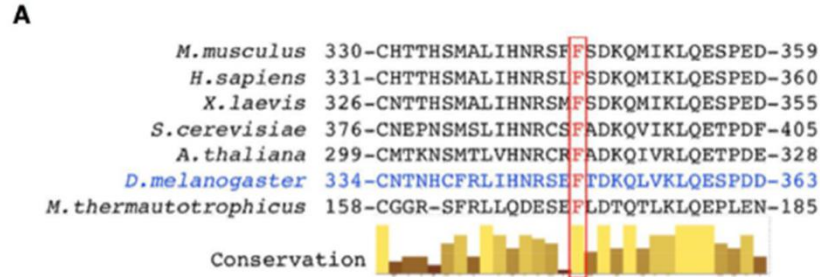 A
M.musculus 330-CHTTHSMALIHNRSFFSDKQMIKLQESPED-359
H.sapiens 331-CHTTHSMALIHNRSLFSDKQMIKLQESPED-360
X.laevis 326-CNTTHSMALIHNRSMFSDKQMIKLQESPED-355
S.cerevisiae 376-CNEPNSMSLIHNRCSFADKQVIKLQETPDF-405
A.thaliana 299-CMTKNSMTLVHNRCRFADKQIVRLQETPDE-328
D.melanogaster 334-CNTNHCFRLIHNRSEFTDKQLVKLQESPDD-363
M.thermautotrophicus 158-CGGR-SFRLLQDESEFLDTQTLKLQEPLEN-185
Conservation